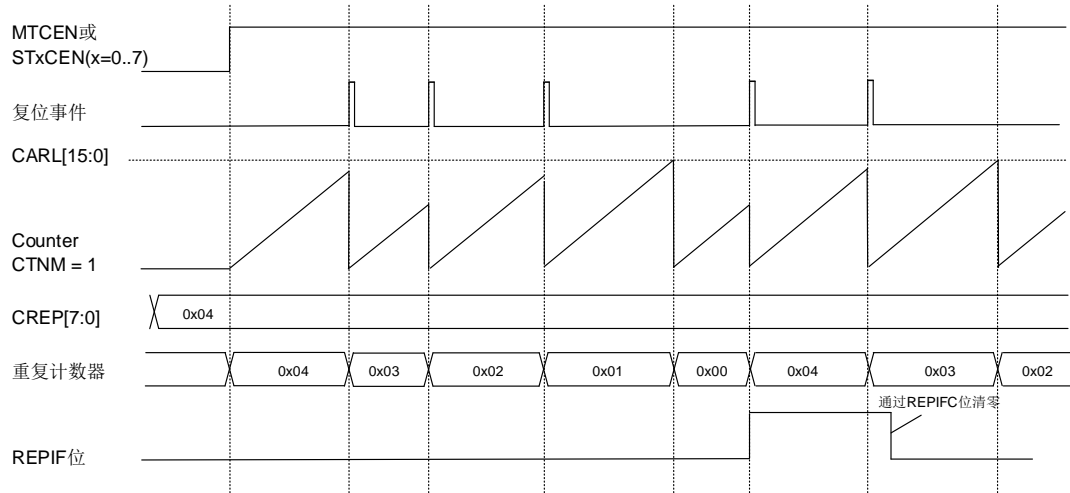 MTCEN或
STxCEN(x=0..7)
复位事件
CARL[15:0]
Counter
CTNM = 1
CREP[7:0]
0x04
重复计数器
0x04
0x03
0x02
0x01
0x00
0x04
0x03
0x02
通过REPIFC位清零
REPIF位